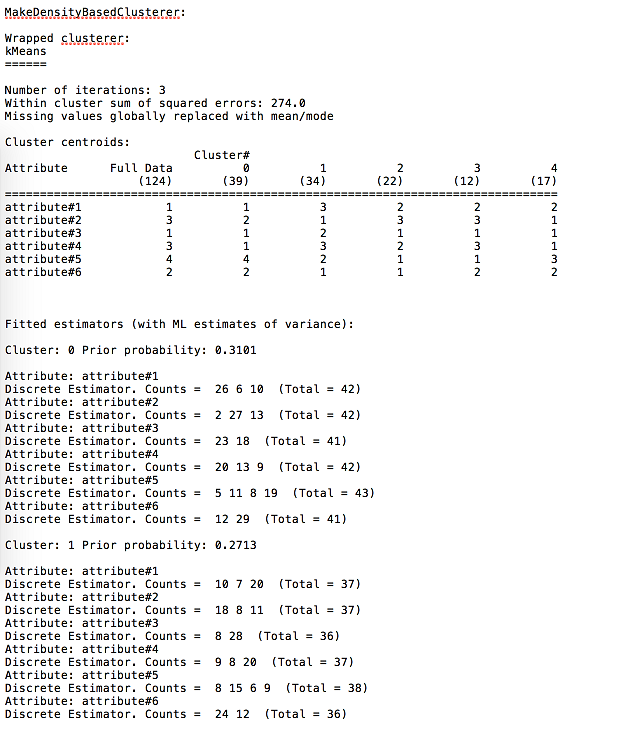 MakeDensityBasedClusterer:
Wrapped clusterer:
kMeans
======
Number of iterations: 3
Within cluster sum of squared errors: 274.0
Missing values globally replaced with mean/mode
Cluster centroids:
Cluster#
Attribute Full Data 0 1 2 3 4
(124) (39) (34) (22) (12) (17)
==================================================================================
attribute#1 1 1 3 2 2 2
attribute#2 3 2 1 3 3 1
attribute#3 1 1 2 1 1 1
attribute#4 3 1 3 2 3 1
attribute#5 4 4 2 1 1 3
attribute#6 2 2 1 1 2 2
Fitted estimators (with ML estimates of variance):
Cluster: 0 Prior probability: 0.3101
Attribute: attribute#1
Discrete Estimator. Counts = 26 6 10 (Total = 42)
Attribute: attribute#2
Discrete Estimator. Counts = 2 27 13 (Total = 42)
Attribute: attribute#3
Discrete Estimator. Counts = 23 18 (Total = 41)
Attribute: attribute#4
Discrete Estimator. Counts = 20 13 9 (Total = 42)
Attribute: attribute#5
Discrete Estimator. Counts = 5 11 8 19 (Total = 43)
Attribute: attribute#6
Discrete Estimator. Counts = 12 29 (Total = 41)
Cluster: 1 Prior probability: 0.2713
Attribute: attribute#1
Discrete Estimator. Counts = 10 7 20 (Total = 37)
Attribute: attribute#2
Discrete Estimator. Counts = 18 8 11 (Total = 37)
Attribute: attribute#3
Discrete Estimator. Counts = 8 28 (Total = 36)
Attribute: attribute#4
Discrete Estimator. Counts = 9 8 20 (Total = 37)
Attribute: attribute#5
Discrete Estimator. Counts = 8 15 6 9 (Total = 38)
Attribute: attribute#6
Discrete Estimator. Counts = 24 12 (Total = 36)